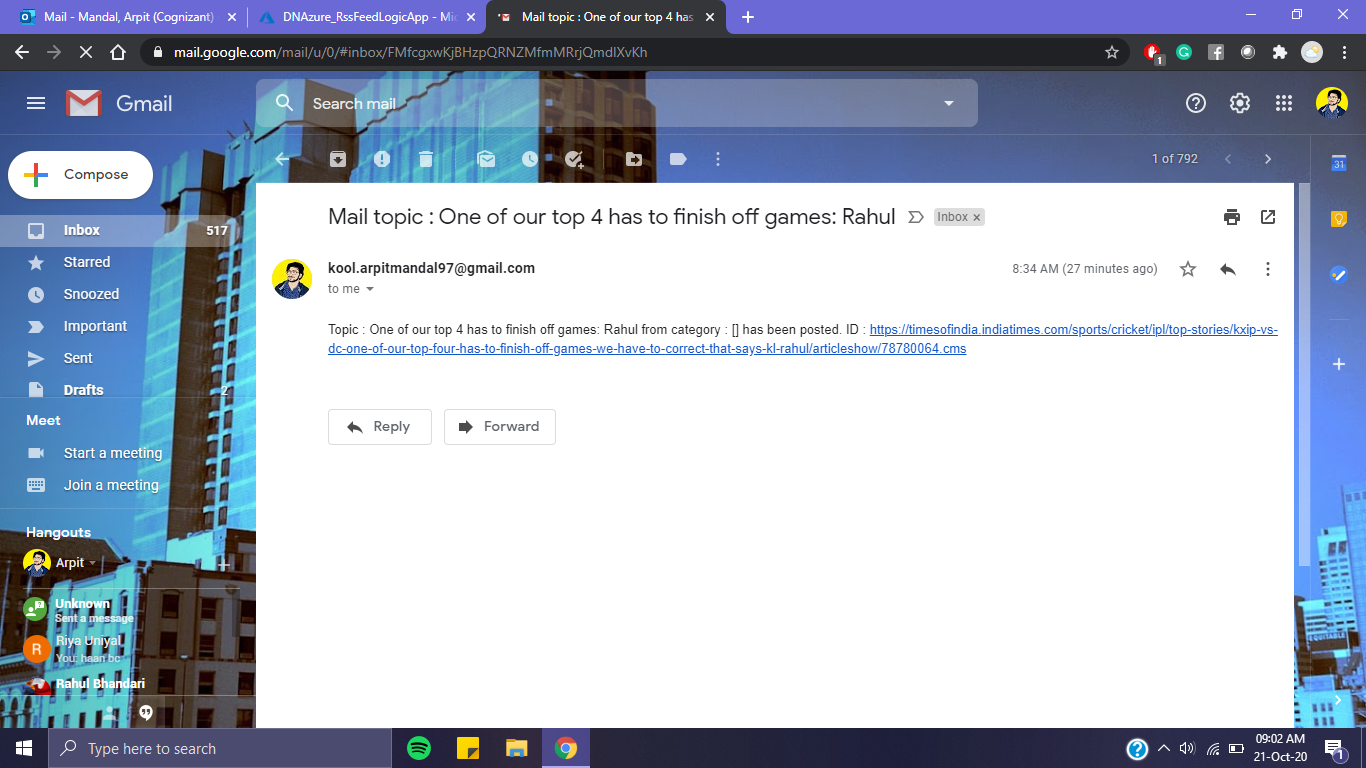 Mail - Mandal, Arpit (Cognizant)
DNAzure_RssFeedLogicApp - Mic
Mail topic : One of our top 4 has
mail.google.com/mail/u/0/#inbox/FMfcgxwKjBHzpQRNZMfmMRrjQmdlXvKh
1
Gmail
Search mail
Compose
1 of 792
31
Inbox 517
Starred
Snoozed
Important
Sent
Drafts 2
Meet
Start a meeting
Join a meeting
Hangouts
Arpit
Unknown
Sent a message
R
Riya Uniyal
You: haan bc
Rahul Bhandari
Mail topic : One of our top 4 has to finish off games: Rahul
Inbox ×
kool.arpitmandal97@gmail.com
8:34 AM (27 minutes ago)
to me
Topic : One of our top 4 has to finish off games: Rahul from category : [] has been posted. ID : https://timesofindia.indiatimes.com/sports/cricket/ipl/top-stories/kxip-vs-
dc-one-of-our-top-four-has-to-finish-off-games-we-have-to-correct-that-says-kl-rahul/articleshow/78780064.cms
Reply
Forward
EQUITABLE
Type here to search
09:02 AM
21-Oct-20
1